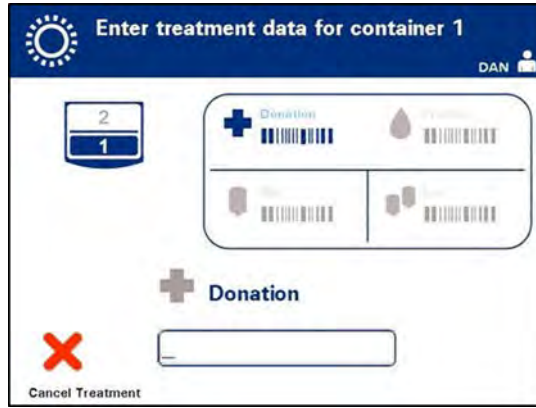 Enter treatment data for container 1
DAN
2
1
Donation
Donation
Cancel Treatment